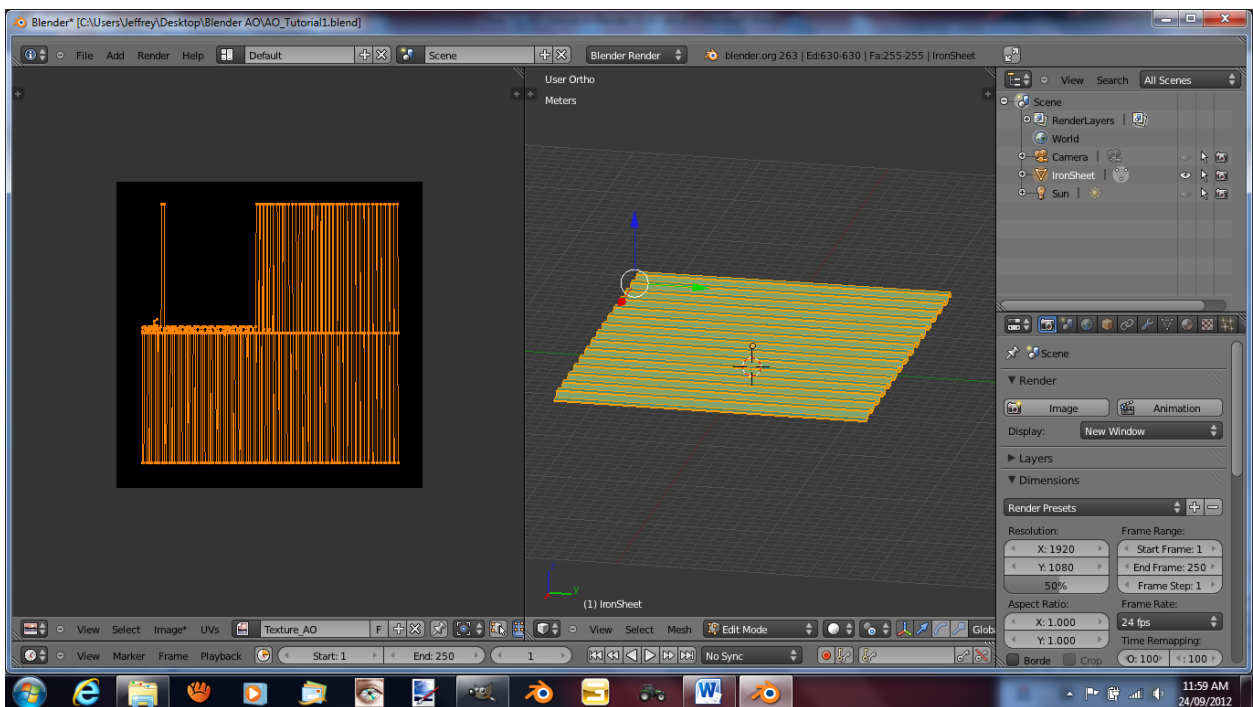 Blender* [C:\Users\Jeffrey\Desktop\Blender AO\AO_Tutorial1.blend]
File Add Render Help Default Scene Blender Render blender.org 263 | Ed:630-630 | Fa:255-255 | IronSheet
View Search All Scenes
User Ortho
Meters
Scene
RenderLayers |
World
Camera |
IronSheet |
Sun |
Scene
Render
Image Animation
Display: New Window
Layers
Dimensions
Render Presets
Resolution: Frame Range:
X: 1920 Start Frame: 1
Y: 1080 End Frame: 250
50% Frame Step: 1
Aspect Ratio: Frame Rate:
X: 1.000 24 fps
Y: 1.000 Time Remapping:
Borde Crop O: 100 : 100
z
y
(1) IronSheet
View Select Image* UVs Texture_AO F View Select Mesh Edit Mode Glob
View Marker Frame Playback Start: 1 End: 250 1 No Sync
W
11:59 AM
24/09/2012